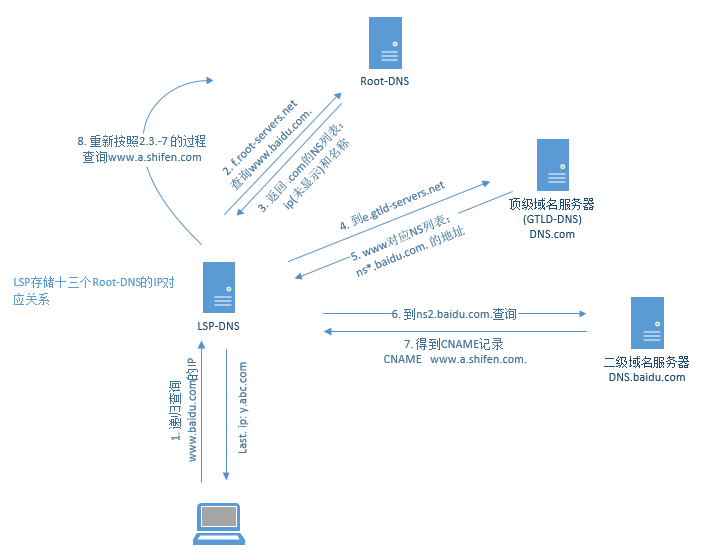 Root-DNS
8. 重新按照2.3.-7 的过程
查询www.a.shifen.com
2. f.root-servers.net
查询www.baidu.com.
3. 返回 .com的NS列表：
ip(未显示)和名称
4. 到e.gtld-servers.net
5. www对应NS列表：
ns*.baidu.com. 的地址
顶级域名服务器
(GTLD-DNS)
DNS.com
LSP存储十三个Root-DNS的IP对
应关系
LSP-DNS
6. 到ns2.baidu.com.查询
7. 得到CNAME记录
CNAME www.a.shifen.com.
二级域名服务器
DNS.baidu.com
1. 递归查询
www.baidu.com的IP
Last. ip: y.abc.com